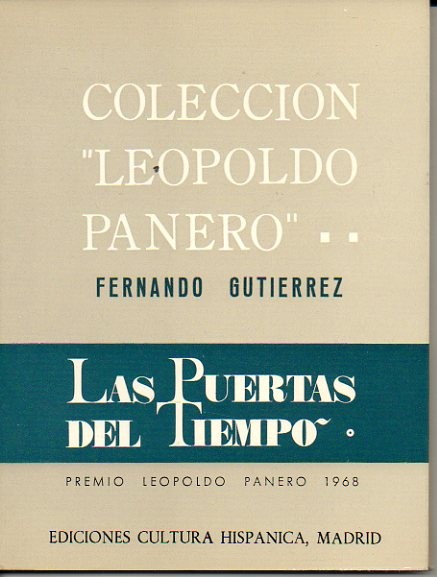 COLECCION
"LEOPOLDO
PANERO"
FERNANDO GUTIERREZ
LAS PUERTAS
DEL TIEMPO
PREMIO LEOPOLDO PANERO 1968
EDICIONES CULTURA HISPANICA, MADRID